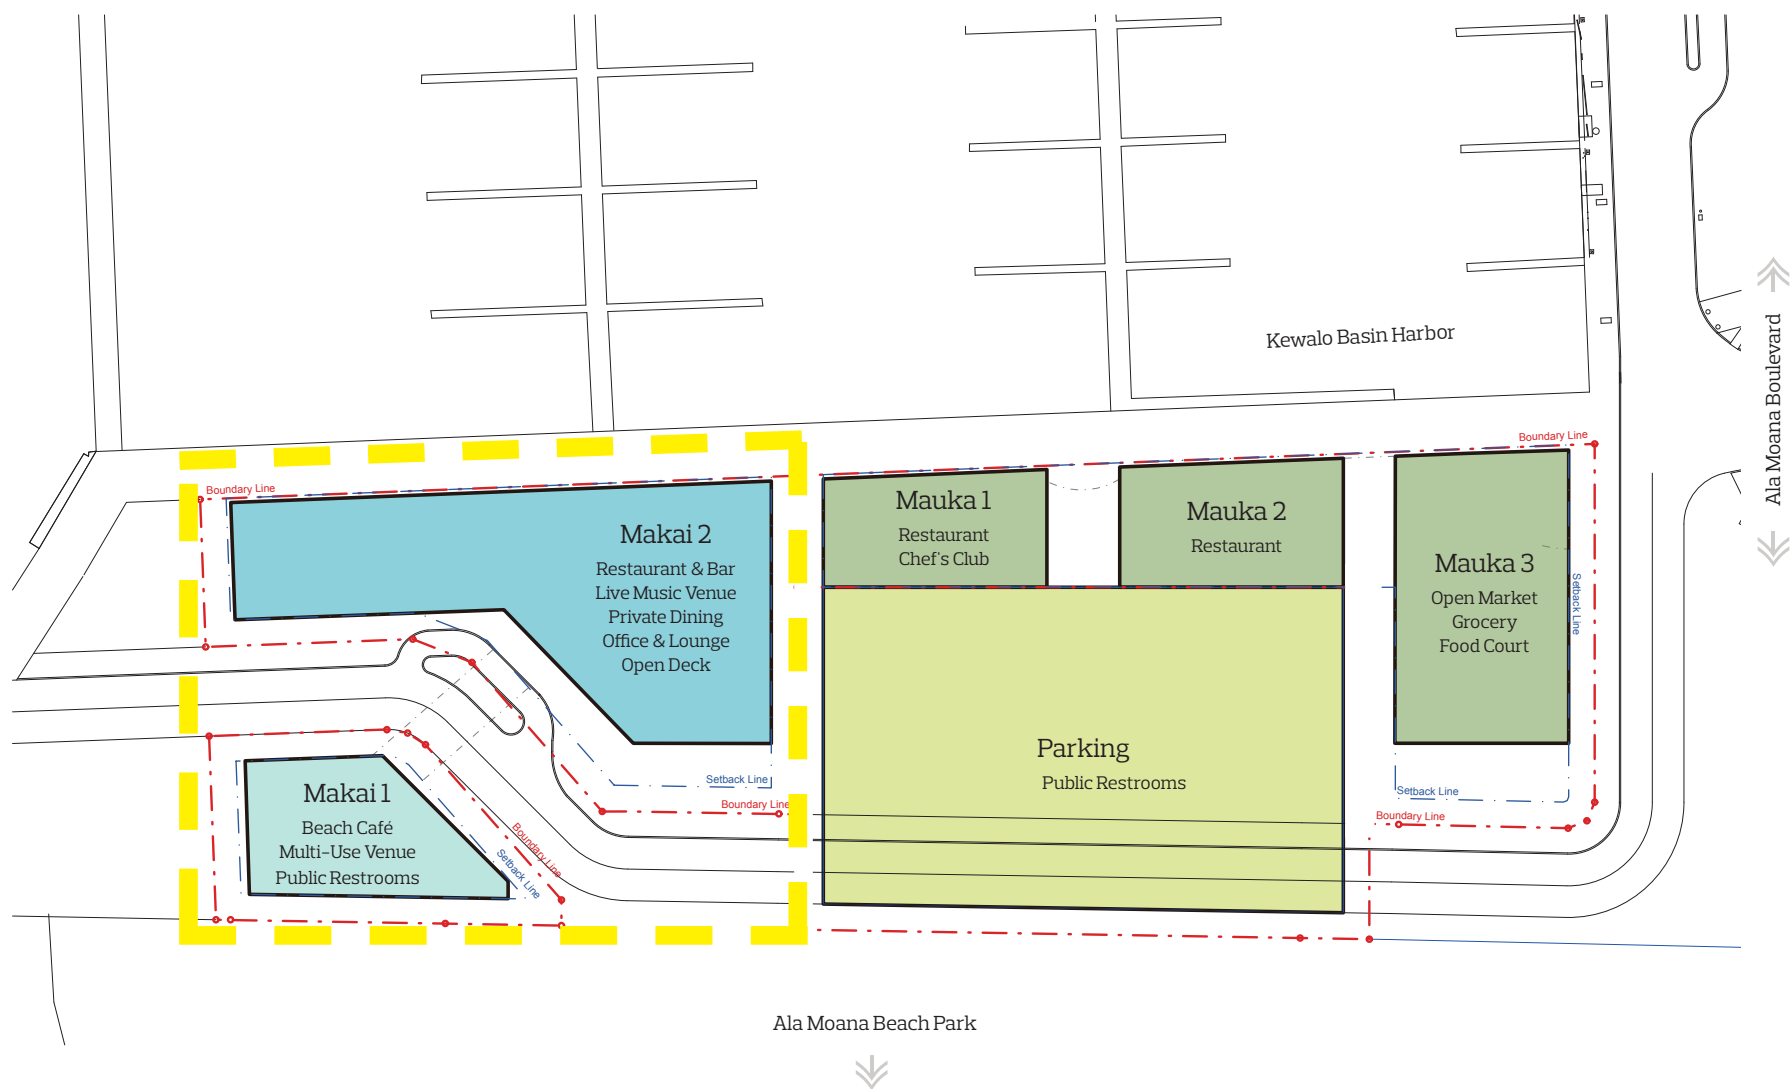 Kewalo Basin Harbor
Ala Moana Boulevard
Boundary Line
Boundary Line
Makai 2
Restaurant & Bar
Live Music Venue
Private Dining
Office & Lounge
Open Deck
Mauka 1
Restaurant
Chef's Club
Mauka 2
Restaurant
Mauka 3
Open Market
Grocery
Food Court
Setback Line
Parking
Public Restrooms
Setback Line
Boundary Line
Setback Line
Boundary Line
Makai 1
Beach Café
Multi-Use Venue
Public Restrooms
Boundary Line
Setback Line
Ala Moana Beach Park